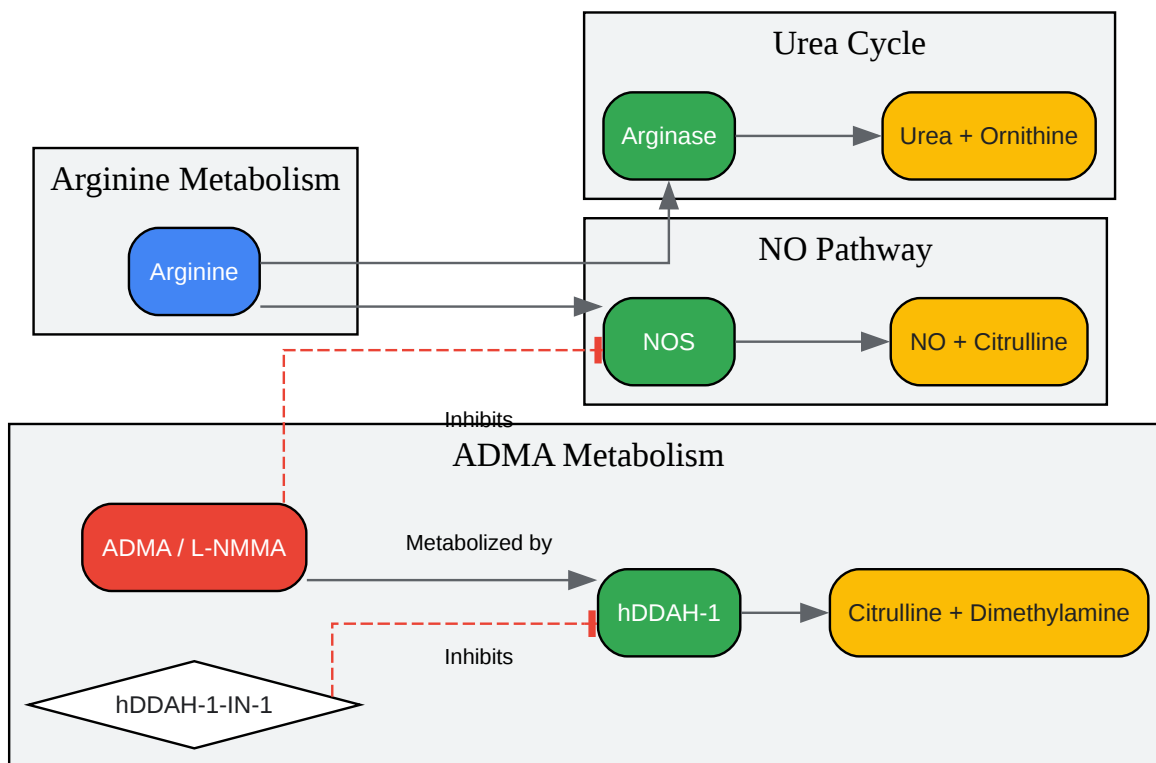 Urea Cycle
Arginase
Urea + Ornithine
Arginine Metabolism
Arginine
NO Pathway
NOS
NO + Citrulline
Inhibits
ADMA Metabolism
ADMA / L-NMMA
Metabolized by
hDDAH-1
Citrulline + Dimethylamine
Inhibits
hDDAH-1-IN-1